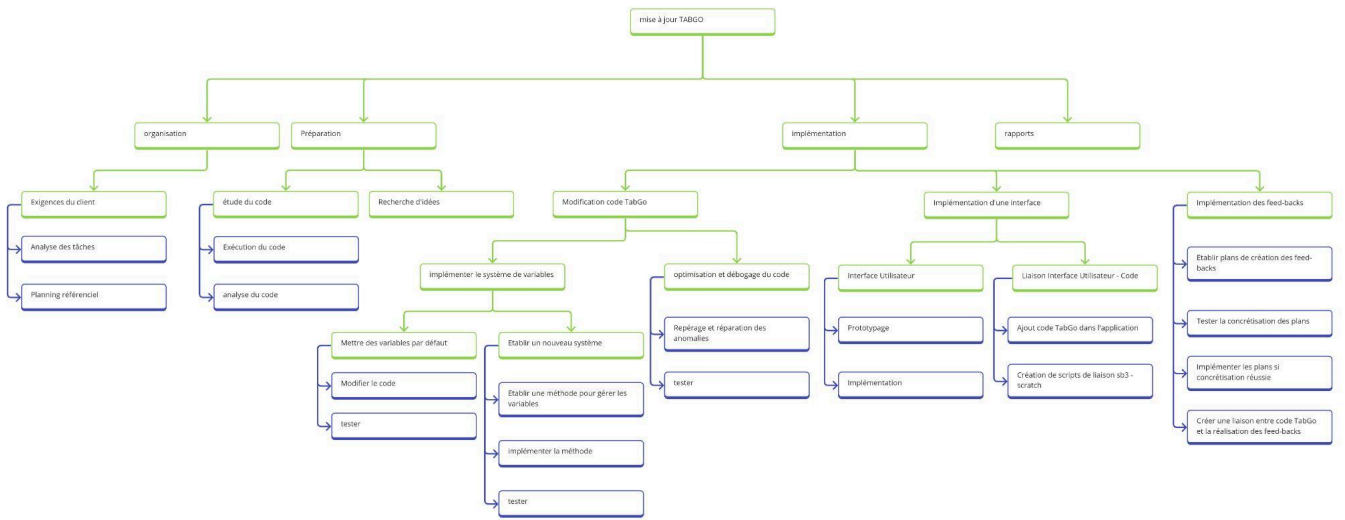 mise à jour TABGO
organisation
Préparation
implémentation
rapports
Exigences du client
Analyse des tâches
Planning référenciel
étude du code
Exécution du code
analyse du code
Recherche d'idées
Modification code TabGo
implémenter le système de variables
Mettre des variables par défaut
Modifier le code
tester
Etablir un nouveau système
Etablir une méthode pour gérer les
variables
implémenter la méthode
tester
optimisation et débogage du code
Repérage et réparation des
anomalies
tester
Implémentation d'une interface
Interface Utilisateur
Prototypage
Implémentation
Liaison Interface Utilisateur - Code
Ajout code TabGo dans l'application
Création de scripts de liaison sb3 -
scratch
Implémentation des feed-backs
Etablir plans de création des feed-
backs
Tester la concrétisation des plans
Implémenter les plans si
concrétisation réussie
Créer une liaison entre code TabGo
et la réalisation des feed-backs